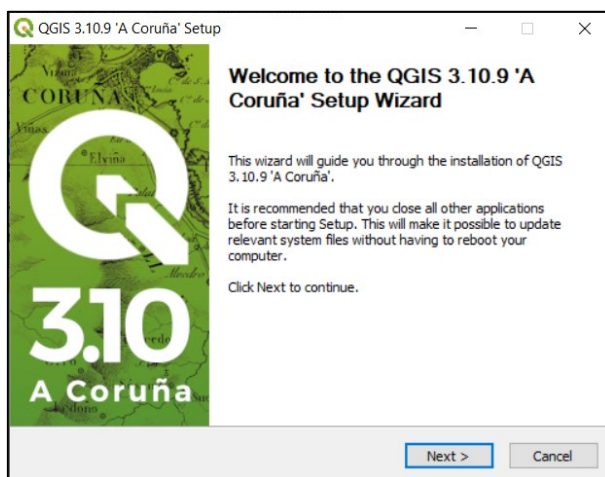 QGIS 3.10.9 'A Coruña' Setup
CORUÑA
Elviña
3.10
A Coruña
Welcome to the QGIS 3.10.9 'A
Coruña' Setup Wizard
This wizard will guide you through the installation of QGIS
3.10.9 'A Coruña'.
It is recommended that you close all other applications
before starting Setup. This will make it possible to update
relevant system files without having to reboot your
computer.
Click Next to continue.
Next >
Cancel